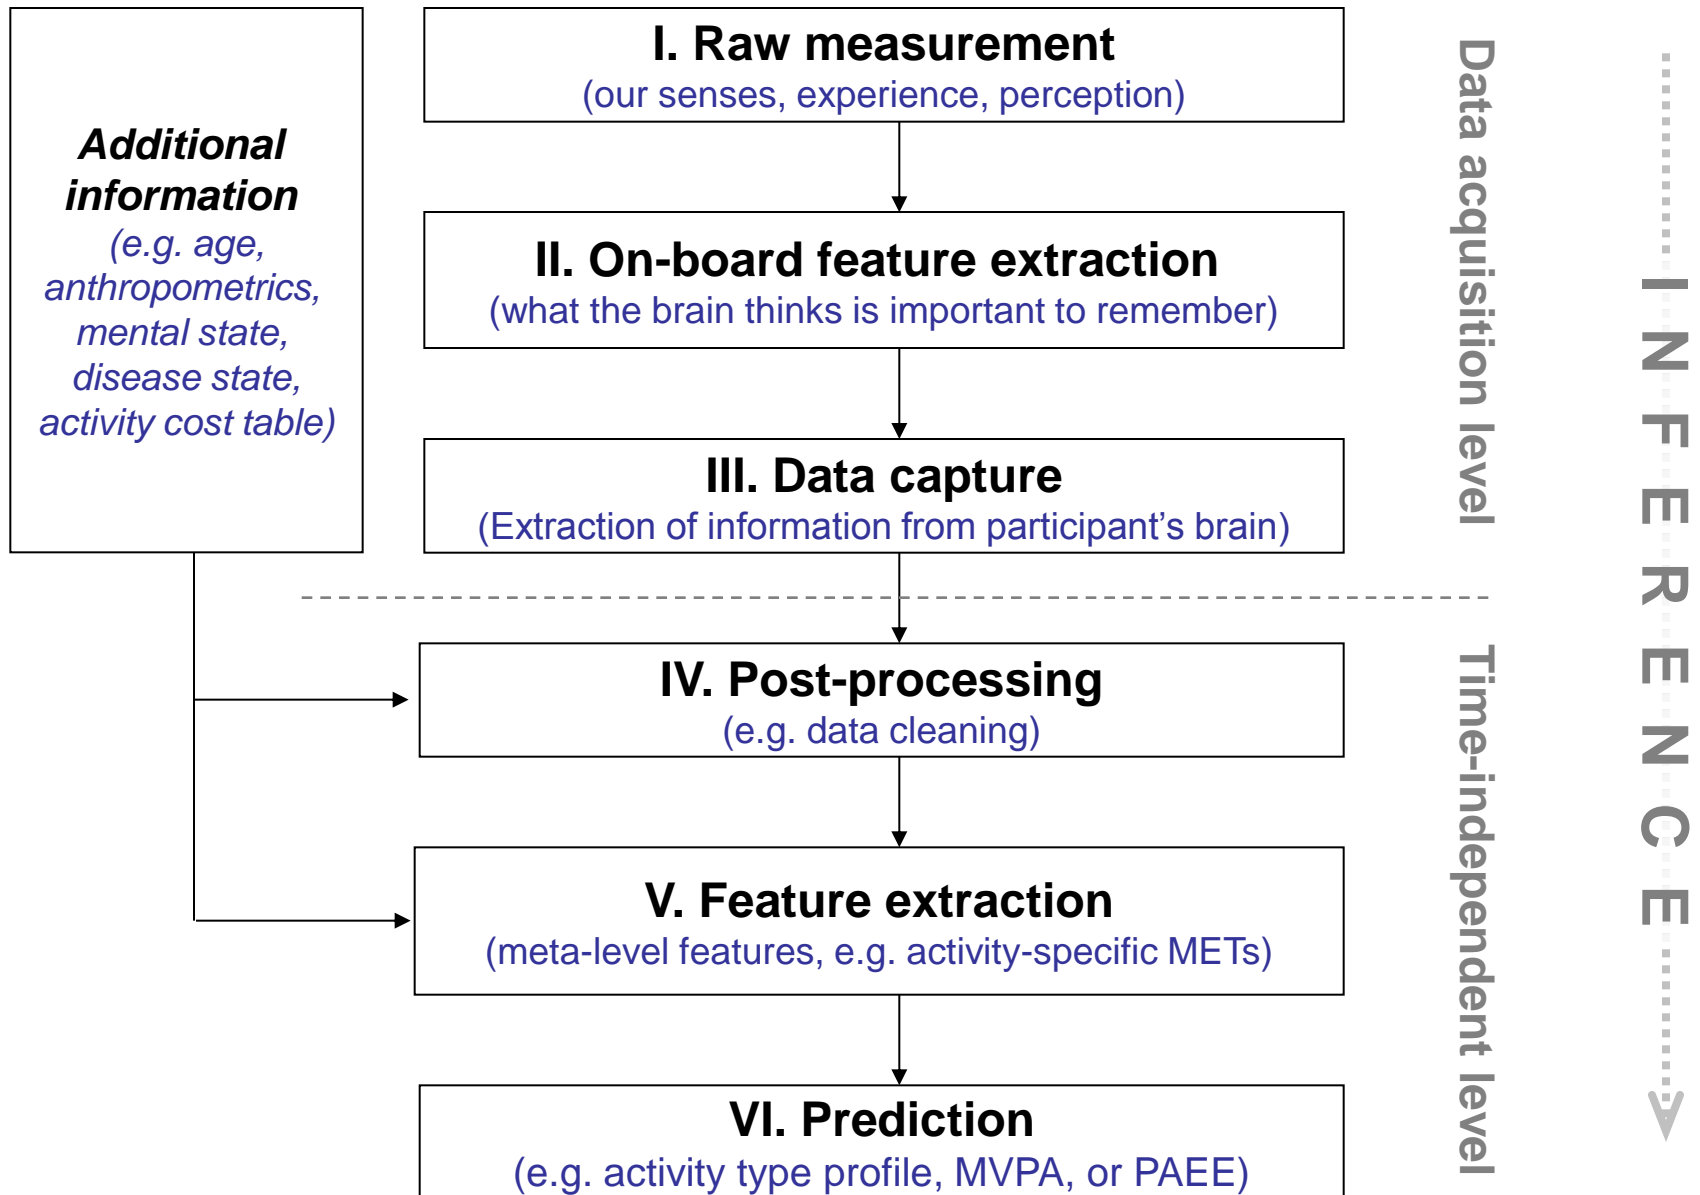 Additional
information
(e.g. age,
anthropometrics,
mental state,
disease state,
activity cost table)
I. Raw measurement
(our senses, experience, perception)
II. On-board feature extraction
(what the brain thinks is important to remember)
III. Data capture
(Extraction of information from participant’s brain)
IV. Post-processing
(e.g. data cleaning)
V. Feature extraction
(meta-level features, e.g. activity-specific METs)
VI. Prediction
(e.g. activity type profile, MVPA, or PAEE)
Data acquisition level
Time-independent level
I N F E R E N C E